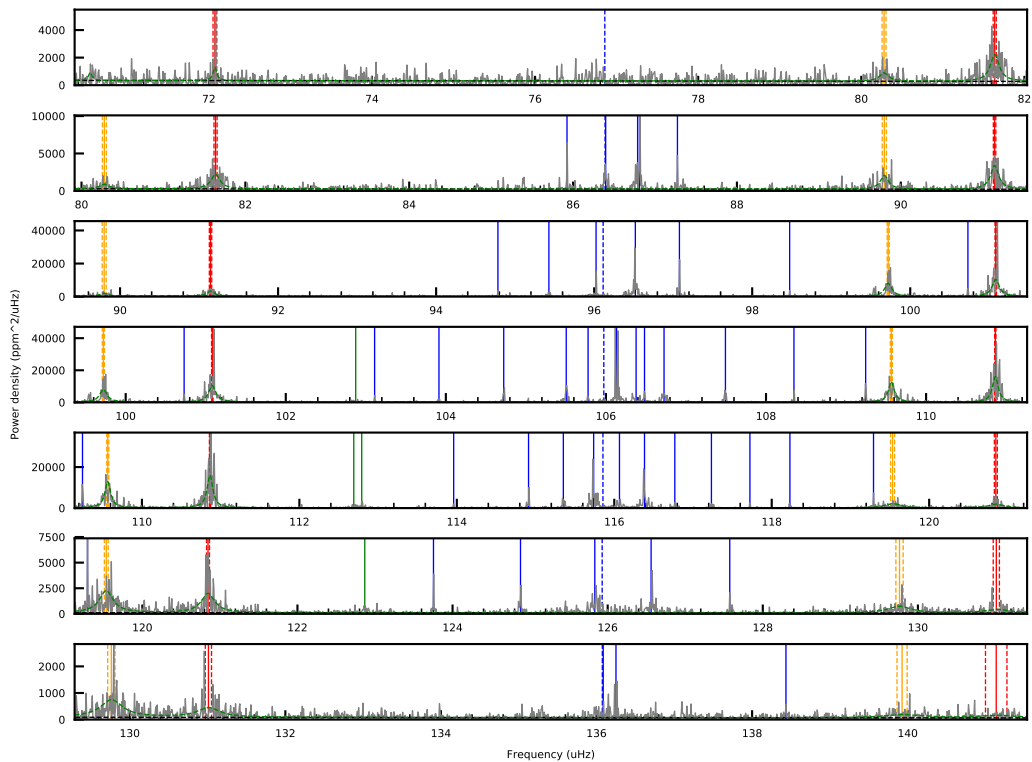 4000
2000
0
72 74 76 78 80 82
10000
5000
0
80 82 84 86 88 90
40000
20000
0
90 92 94 96 98 100
Power density (ppm^2/uHz)
40000
20000
0
100 102 104 106 108 110
20000
0
110 112 114 116 118 120
7500
5000
2500
0
120 122 124 126 128 130
2000
1000
0
130 132 134 136 138 140
Frequency (uHz)